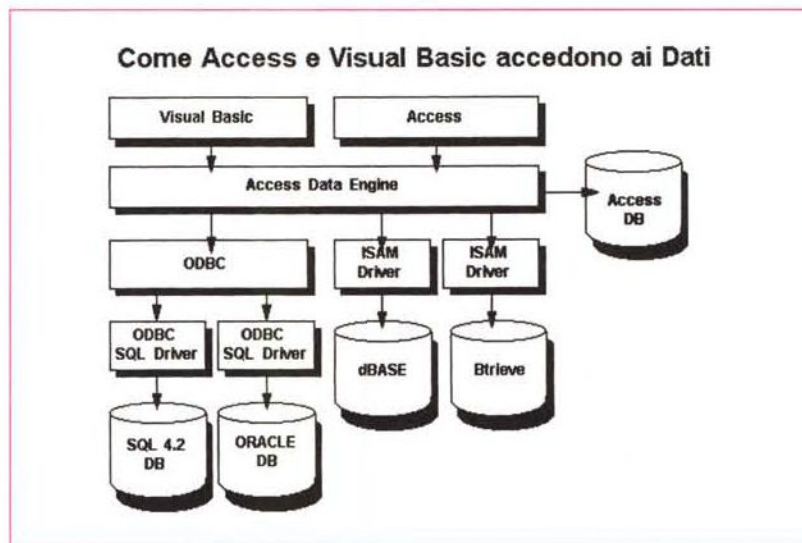 Come Access e Visual Basic accedono ai Dati
Visual Basic
Access
Access Data Engine
Access
DB
ODBC
ISAM
Driver
ISAM
Driver
ODBC
SQL Driver
ODBC
SQL Driver
dBASE
Btrieve
SQL 4.2
DB
ORACLE
DB